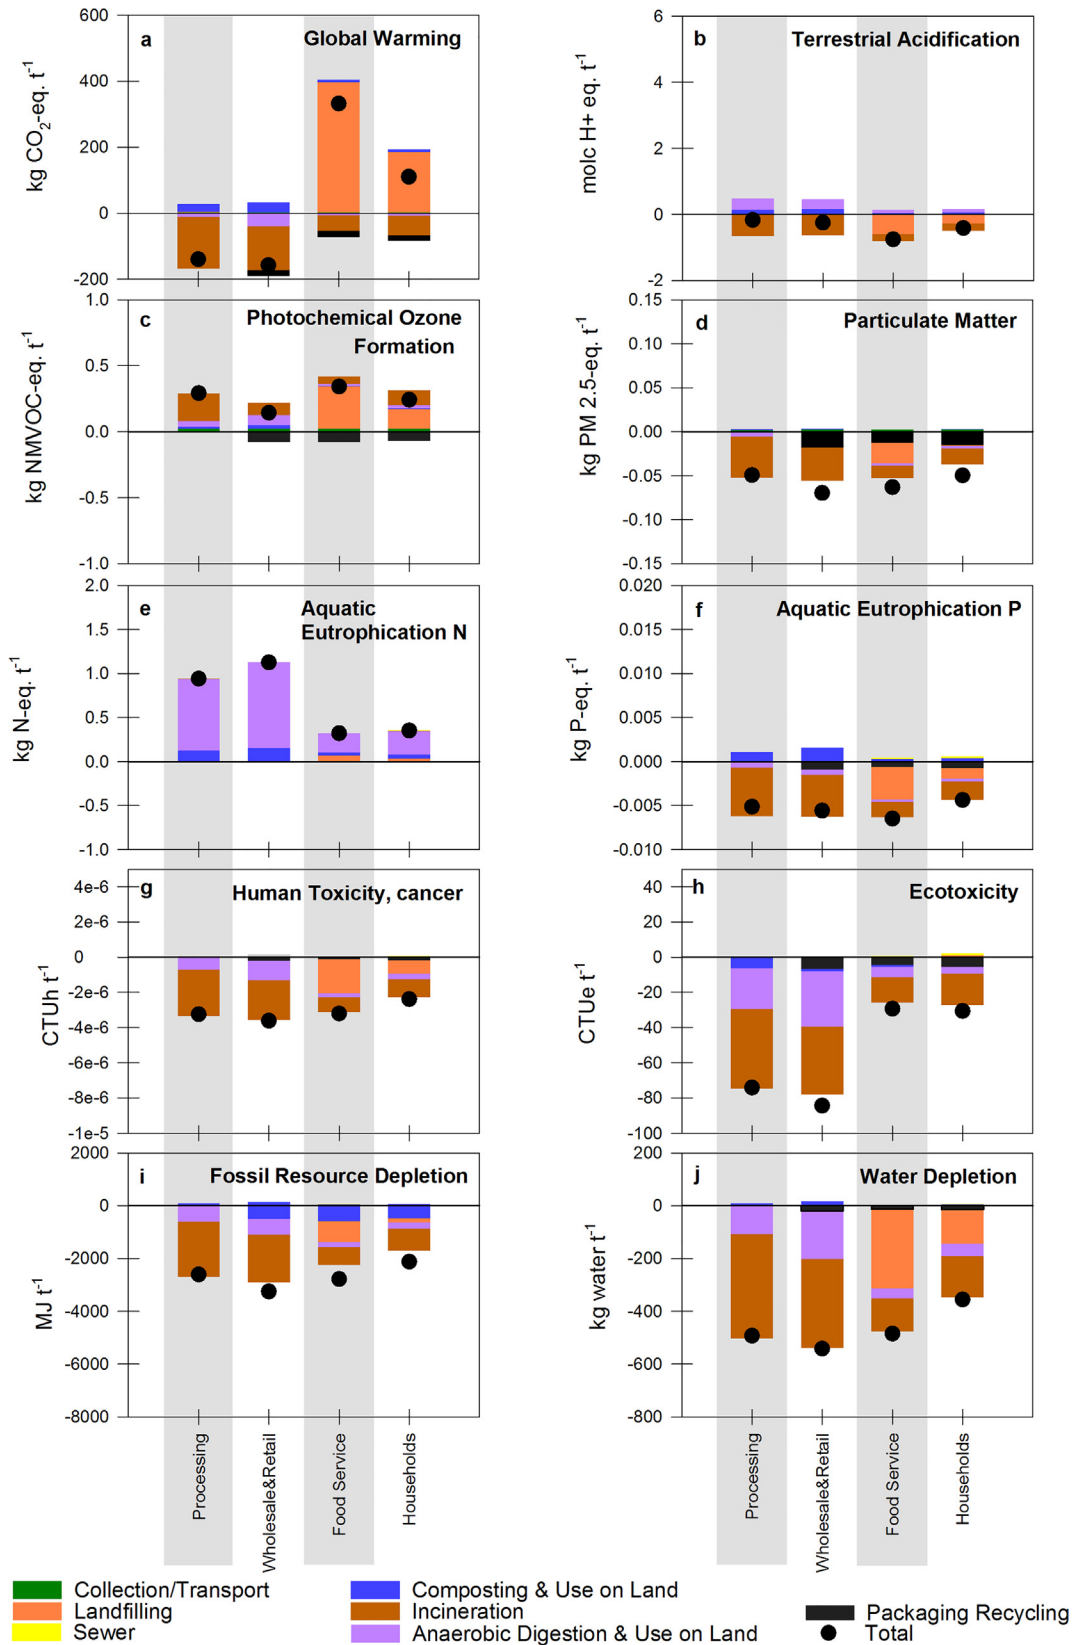 a Global Warming
kg CO₂-eq. t⁻¹
600
400
200
0
-200
b Terrestrial Acidification
molc H+ eq. t⁻¹
6
4
2
0
-2
c Photochemical Ozone
Formation
kg NMVOC-eq. t⁻¹
1.0
0.5
0.0
-0.5
-1.0
d Particulate Matter
kg PM 2.5-eq. t⁻¹
0.15
0.10
0.05
0.00
-0.05
-0.10
-0.15
e Aquatic
Eutrophication N
kg N-eq. t⁻¹
2.0
1.5
1.0
0.5
0.0
-0.5
-1.0
f Aquatic Eutrophication P
kg P-eq. t⁻¹
0.020
0.015
0.010
0.005
0.000
-0.005
-0.010
g Human Toxicity, cancer
CTUh t⁻¹
4e-6
2e-6
0
-2e-6
-4e-6
-6e-6
-8e-6
-1e-5
h Ecotoxicity
CTUe t⁻¹
40
20
0
-20
-40
-60
-80
-100
i Fossil Resource Depletion
MJ t⁻¹
2000
0
-2000
-4000
-6000
-8000
j Water Depletion
kg water t⁻¹
200
0
-200
-400
-600
-800
Processing
Wholesale&Retail
Food Service
Households
Processing
Wholesale&Retail
Food Service
Households
Collection/Transport
Landfilling
Sewer
Composting & Use on Land
Incineration
Anaerobic Digestion & Use on Land
Packaging Recycling
Total